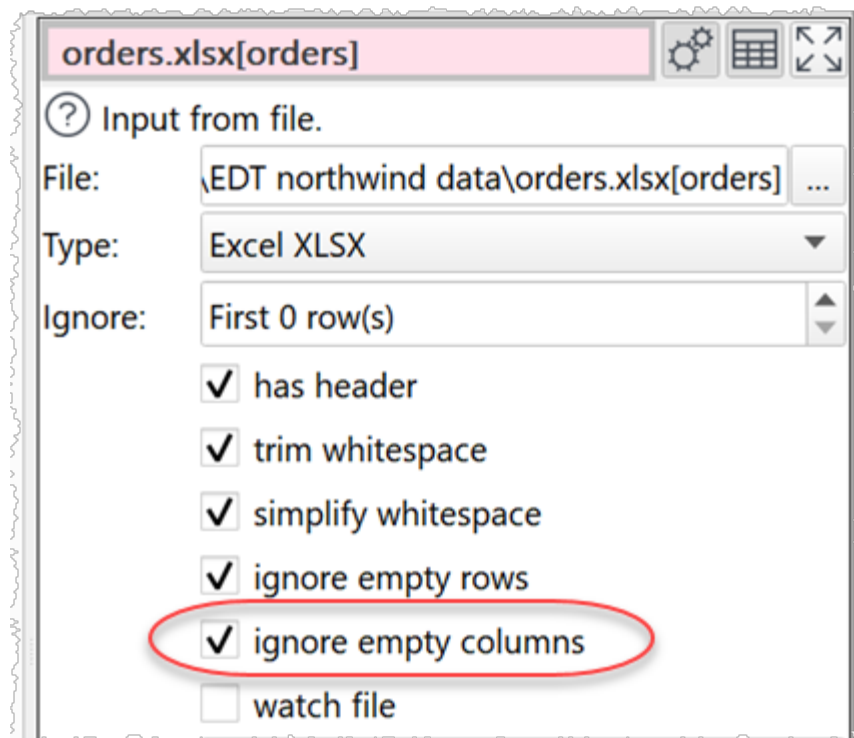 orders.xlsx[orders]
? Input from file.
File: \EDT northwind data\orders.xlsx[orders] ...
Type: Excel XLSX
Ignore: First 0 row(s)
has header
trim whitespace
simplify whitespace
ignore empty rows
ignore empty columns
watch file